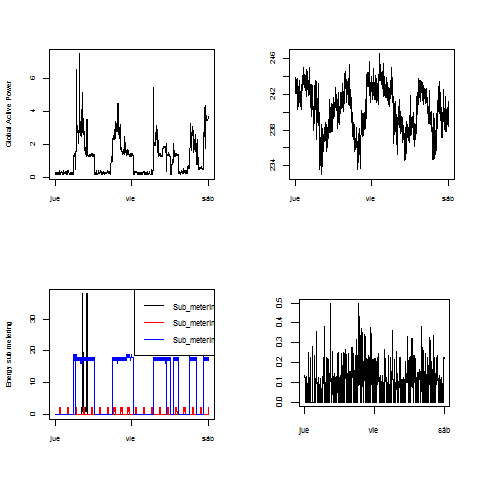 Global Active Power
0 2 4 6
jue vie sáb
234 238 242 246
jue vie sáb
Energy sub metering
0 10 20 30
jue vie sáb
Sub_meterin
Sub_meterin
Sub_meterin
0.0 0.1 0.2 0.3 0.4 0.5
jue vie sáb